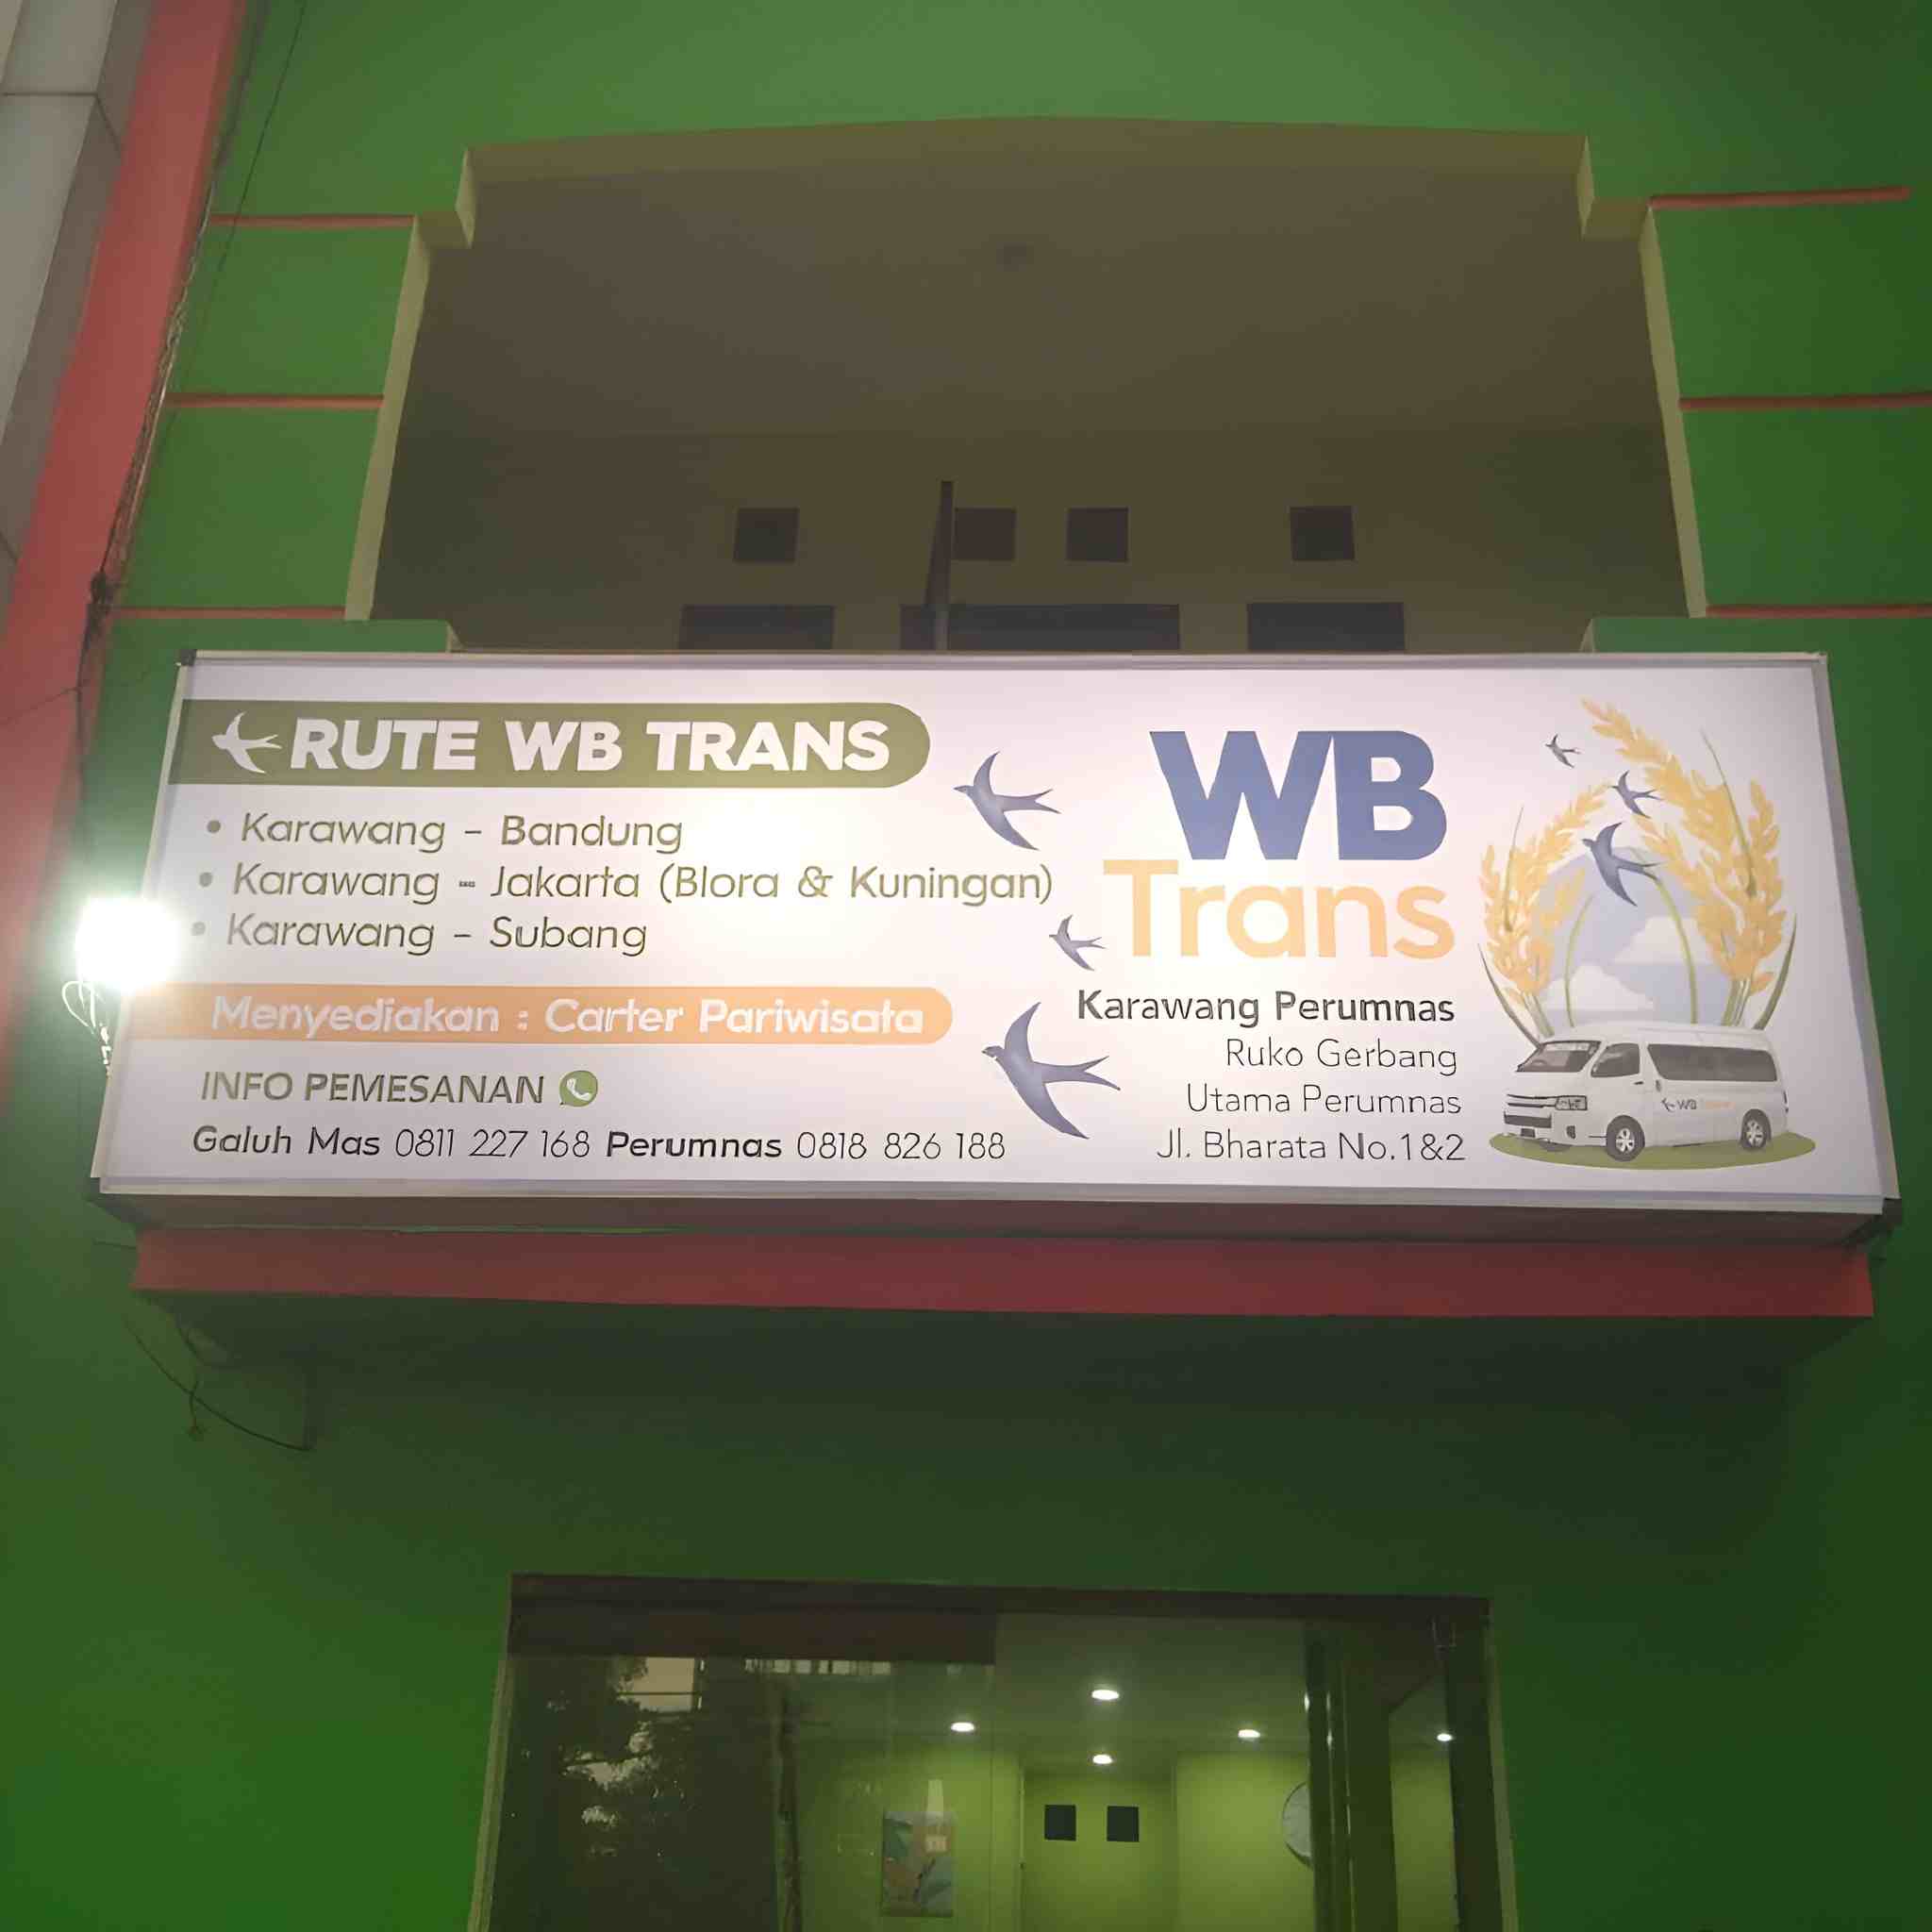 RUTE WB TRANS
• Karawang - Bandung
• Karawang - Jakarta (Blora & Kuningan)
• Karawang - Subang
Menyediakan : Carter Pariwisata
INFO PEMESANAN
Galuh Mas 0811 227 168 Perumnas 0818 826 188
WB
Trans
Karawang Perumnas
Ruko Gerbang
Utama Perumnas
Jl. Bharata No.1&2
WB